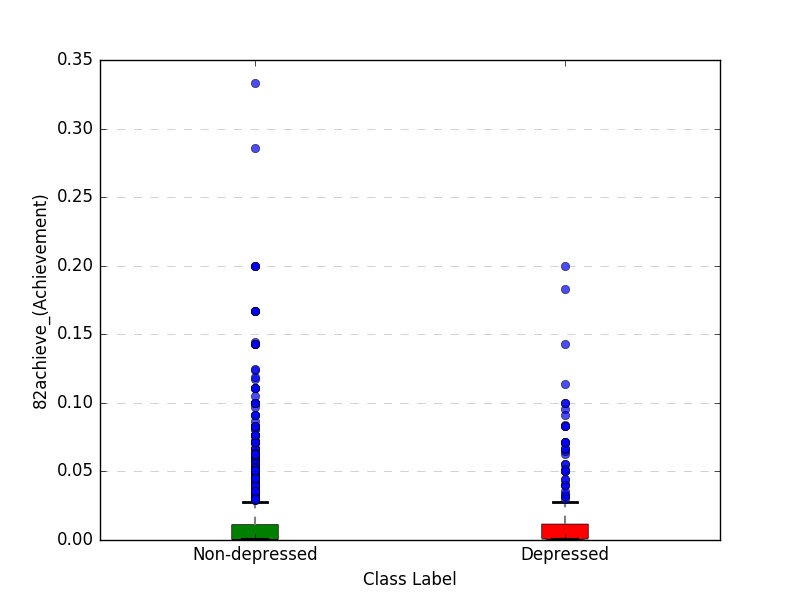 0.35
0.30
0.25
0.20
0.15
0.10
0.05
0.00
82achieve_(Achievement)
Non-depressed
Depressed
Class Label